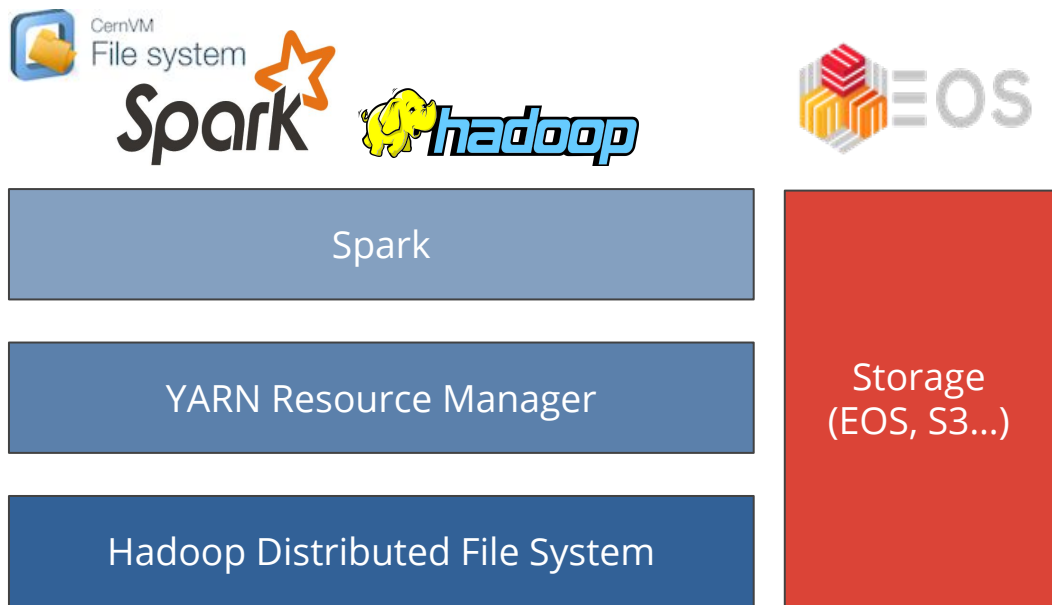 CernVM
File system
Spark
hadoop
EOS
Spark
YARN Resource Manager
Storage
(EOS, S3...)
Hadoop Distributed File System